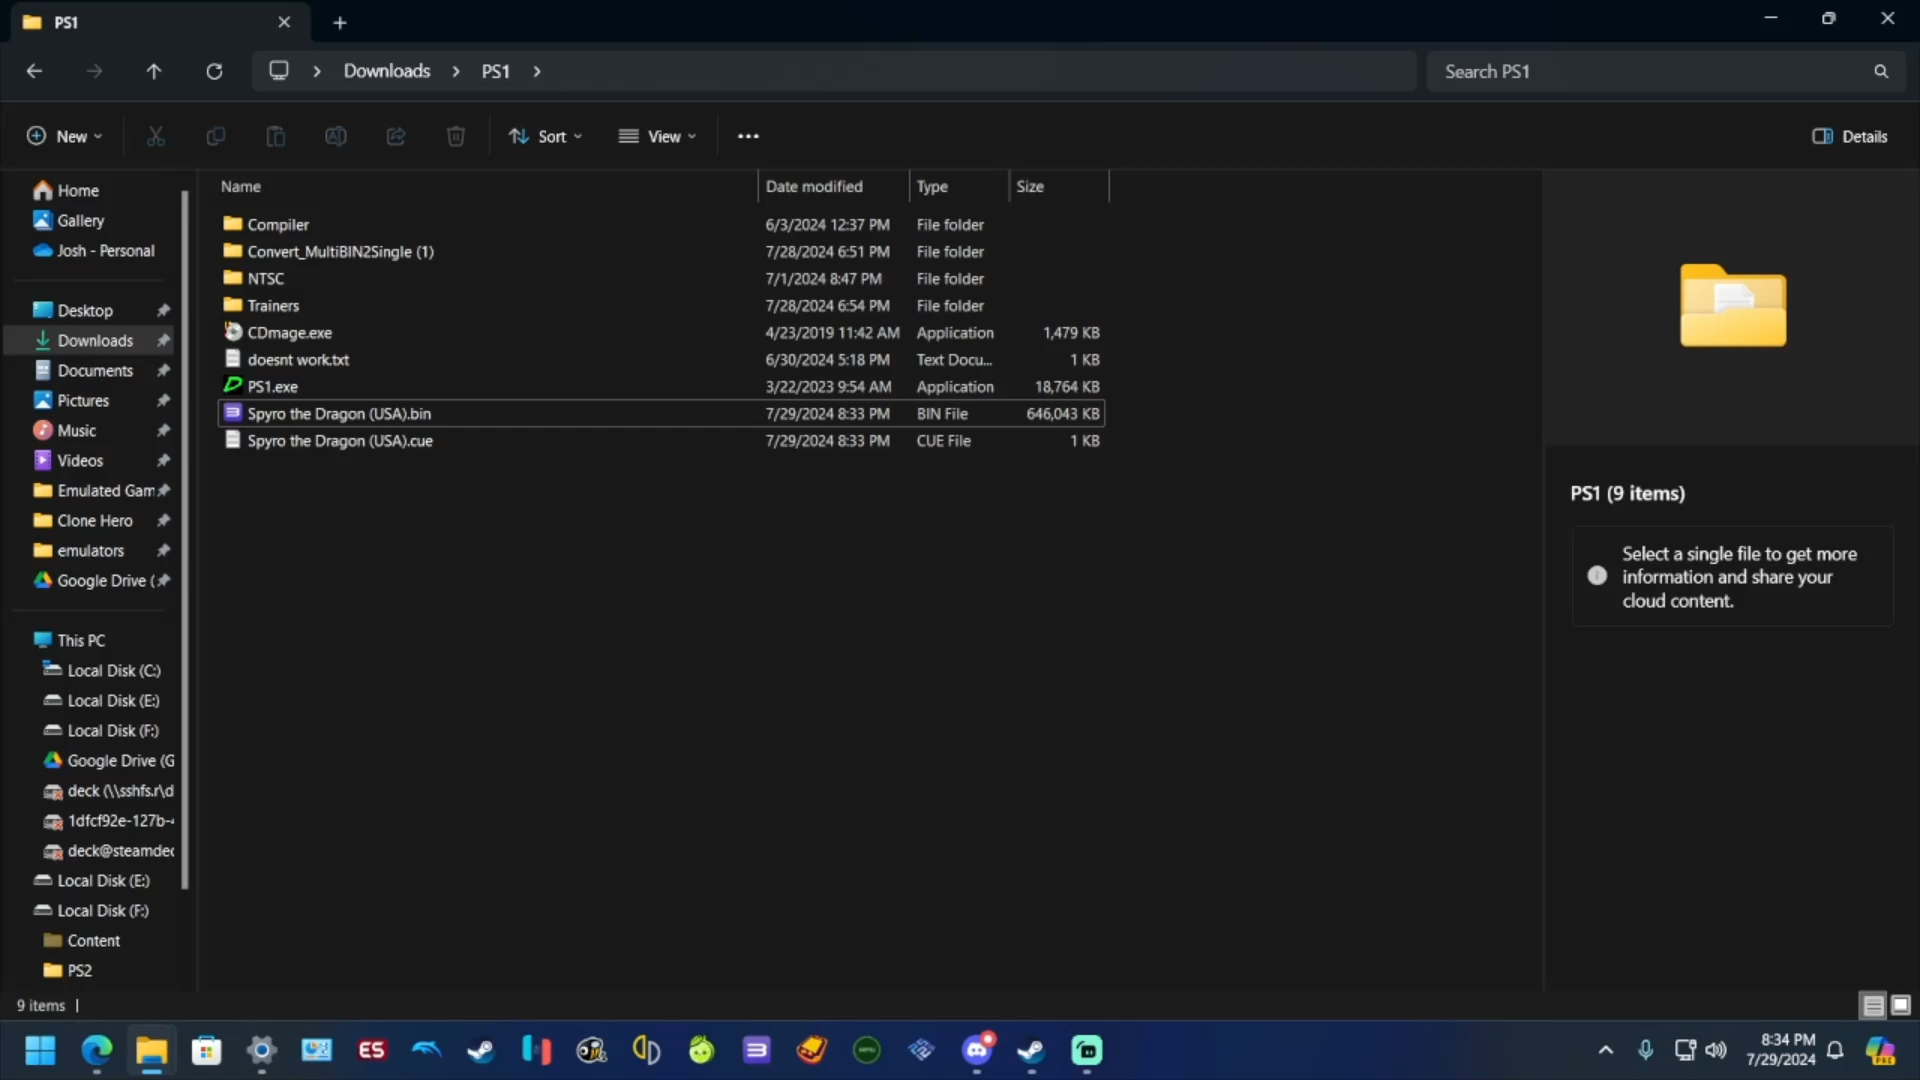 PS1
Downloads
PS1
Search PS1
New
Sort
View
Details
Name
Date modified
Type
Size
Home
Gallery
Josh - Personal
Desktop
Downloads
Documents
Pictures
Music
Videos
Emulated Gam
Clone Hero
emulators
Google Drive (
This PC
Local Disk (C:)
Local Disk (E:)
Local Disk (F:)
Google Drive (G
deck (\\sshfs.r\d
1dfcf92e-127b-4
deck@steamdec
Local Disk (E:)
Local Disk (F:)
Content
PS2
Compiler 6/3/2024 12:37 PM File folder
Convert_MultiBIN2Single (1) 7/28/2024 6:51 PM File folder
NTSC 7/1/2024 8:47 PM File folder
Trainers 7/28/2024 6:54 PM File folder
CDmage.exe 4/23/2019 11:42 AM Application 1,479 KB
doesnt work.txt 6/30/2024 5:18 PM Text Docu... 1 KB
PS1.exe 3/22/2023 9:54 AM Application 18,764 KB
Spyro the Dragon (USA).bin 7/29/2024 8:33 PM BIN File 646,043 KB
Spyro the Dragon (USA).cue 7/29/2024 8:33 PM CUE File 1 KB
PS1 (9 items)
Select a single file to get more
information and share your
cloud content.
9 items
ES
8:34 PM
7/29/2024
PRE